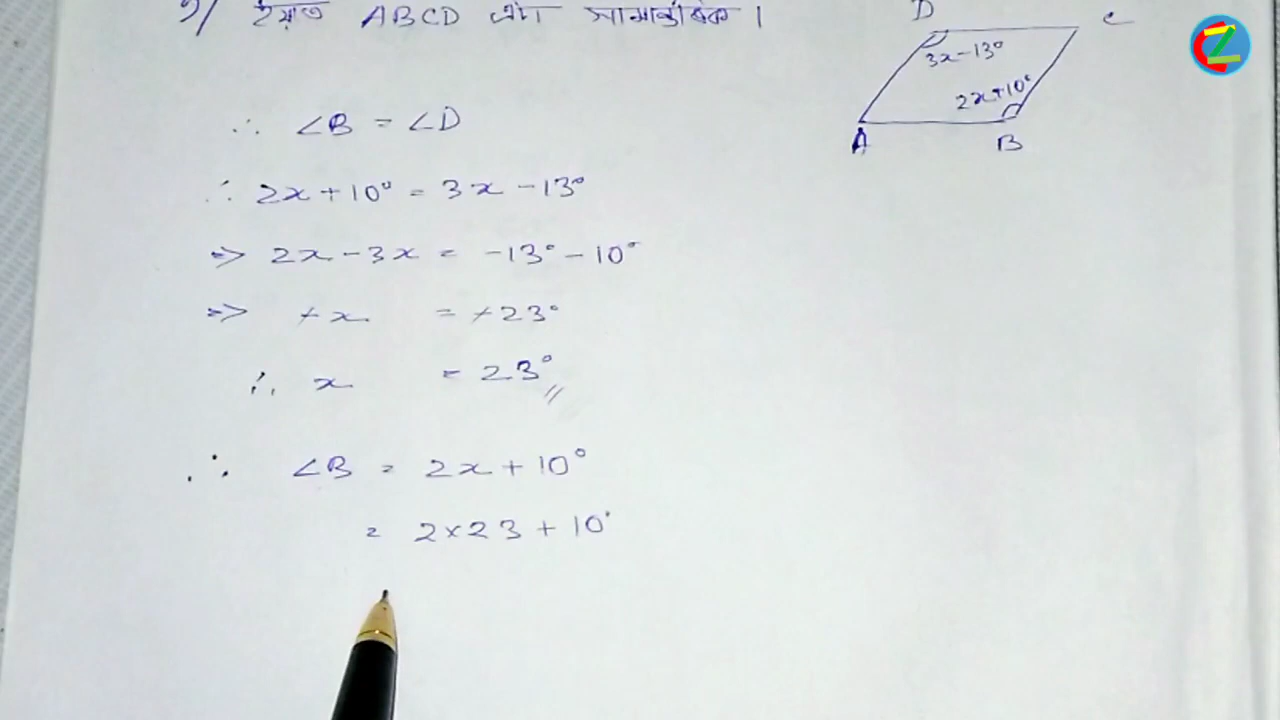 ইয়াত ABCD এটা সামান্তৰিক ।
D
C
3x-13°
2x+10°
A
B
∴ ∠B = ∠D
∴ 2x+10° = 3x-13°
⇒ 2x-3x = -13°-10°
⇒ -x = -23°
∴ x = 23°
∴ ∠B = 2x+10°
= 2×23+10°